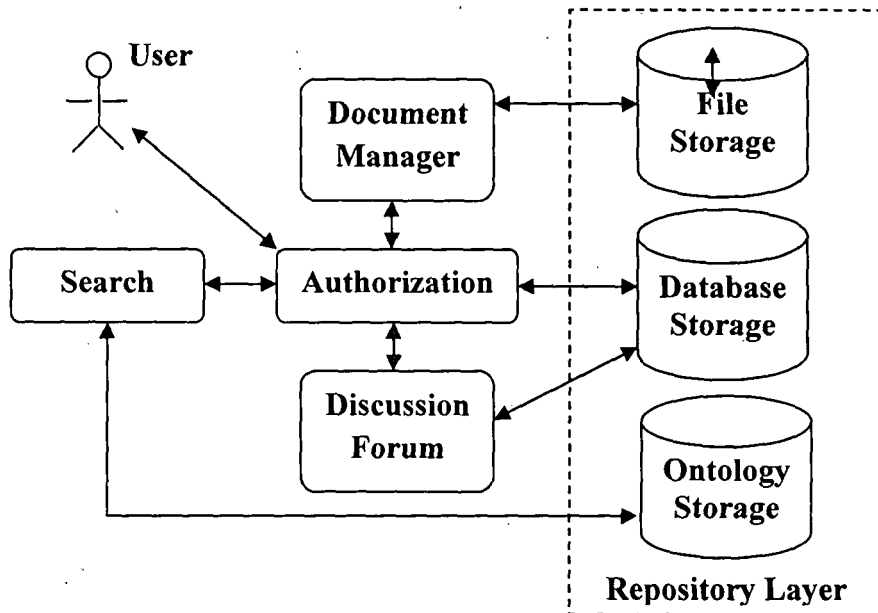 User
Document
Manager
File
Storage
Search
Authorization
Database
Storage
Discussion
Forum
Ontology
Storage
Repository Layer